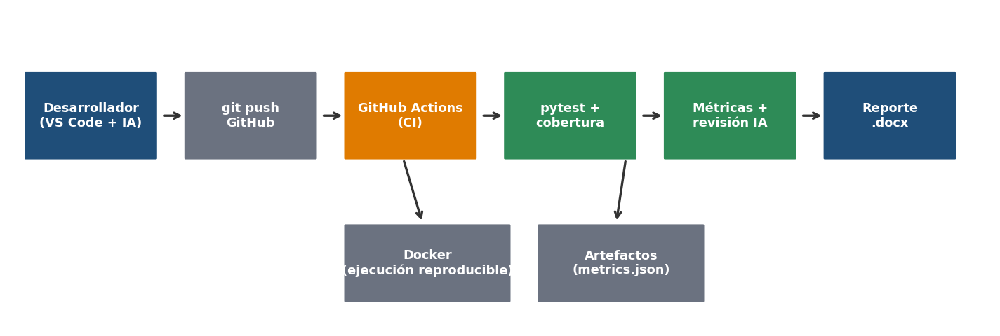 Desarrollador
(VS Code + IA)
git push
GitHub
GitHub Actions
(CI)
pytest +
cobertura
Métricas +
revisión IA
Reporte
.docx
Docker
(ejecución reproducible)
Artefactos
(metrics.json)